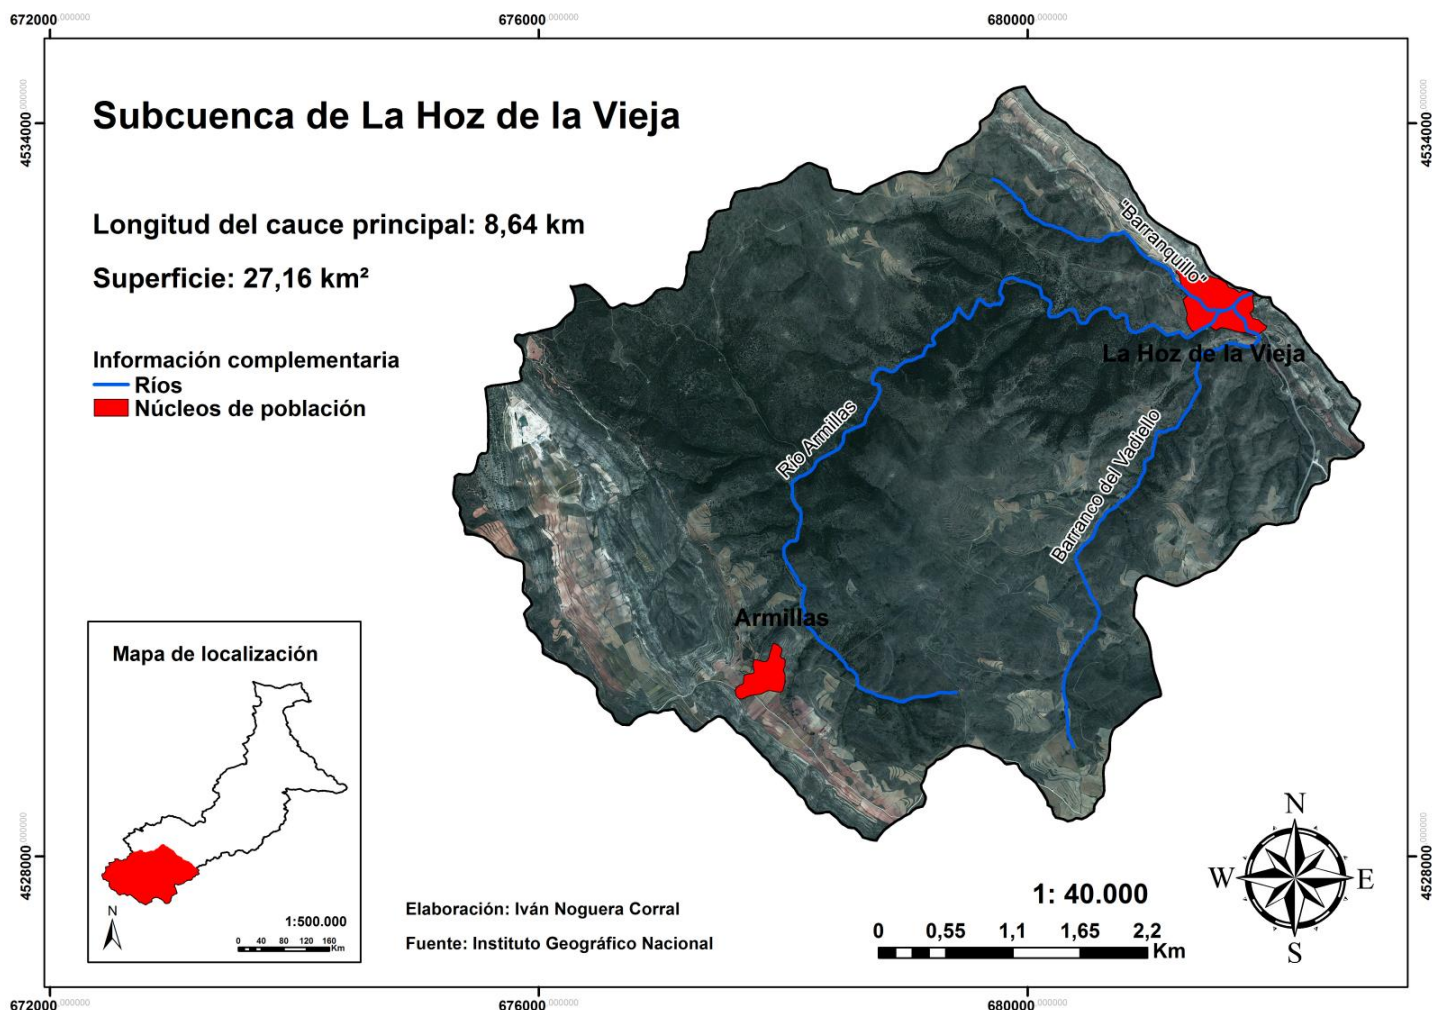 672000,000000 676000,000000 680000,000000
4534000,000000
4534000,000000
Subcuenca de La Hoz de la Vieja
Longitud del cauce principal: 8,64 km
Superficie: 27,16 km²
Información complementaria
Ríos
Núcleos de población
"Barranquillo"
La Hoz de la Vieja
Río Armillas
Barranco del Vadiello
Armillas
Mapa de localización
N
1:500.000
0 40 80 120 160
Km
Elaboración: Iván Noguera Corral
Fuente: Instituto Geográfico Nacional
1: 40.000
0 0,55 1,1 1,65 2,2
Km
N
W E
S
4528000,000000
4528000,000000
672000,000000 676000,000000 680000,000000